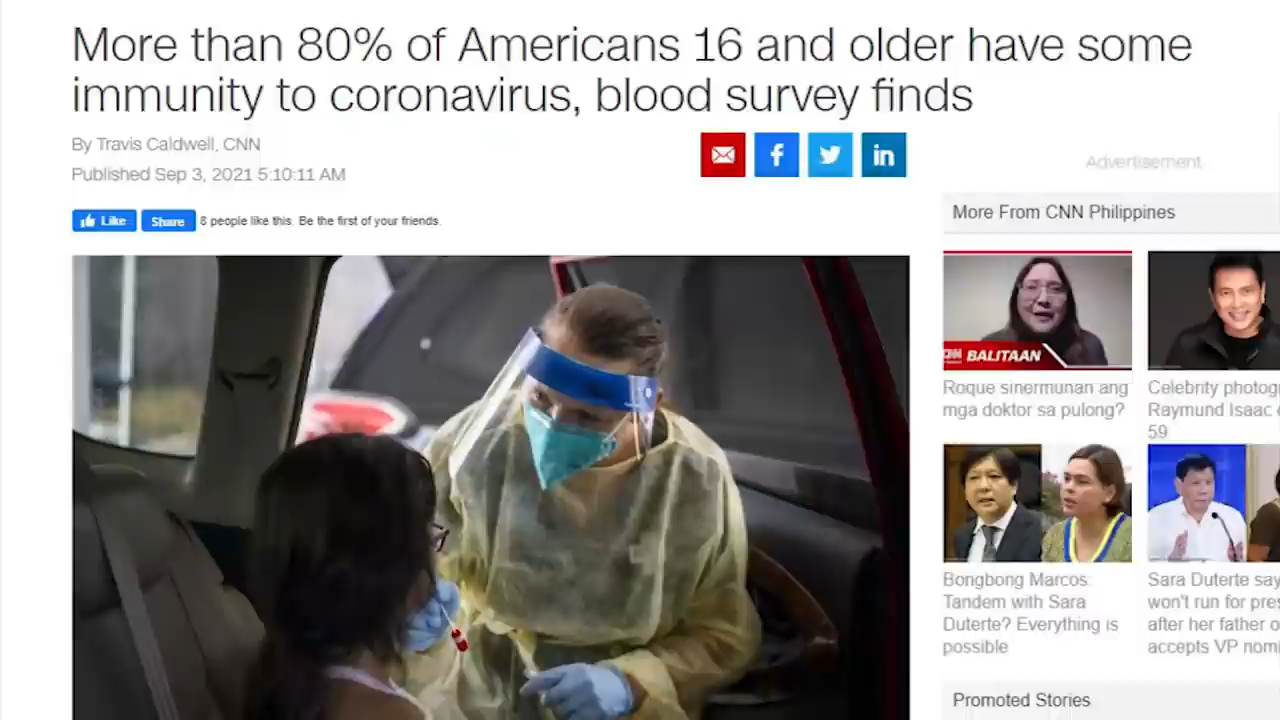 More than 80% of Americans 16 and older have some
immunity to coronavirus, blood survey finds
By Travis Caldwell, CNN
Published Sep 3, 2021 5:10:11 AM
Like
Share
8 people like this. Be the first of your friends.
Advertisement
More From CNN Philippines
BALITAAN
Roque sinermunan ang
mga doktor sa pulong?
Celebrity photog
Raymund Isaac
59
Bongbong Marcos:
Tandem with Sara
Duterte? Everything is
possible
Sara Duterte say
won't run for pres
after her father
accepts VP nomi
Promoted Stories